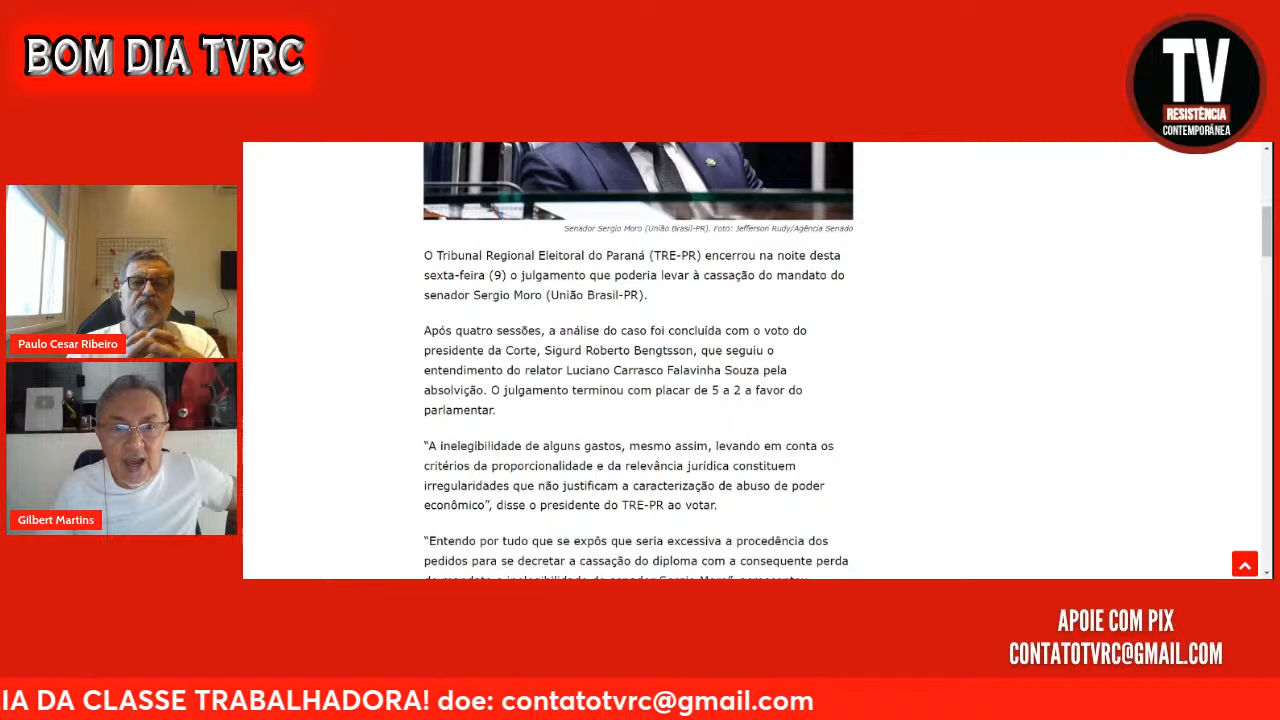 BOM DIA TVRC
TV
RESISTÊNCIA
CONTEMPORÂNEA
Paulo Cesar Ribeiro
Gilbert Martins
Senador Sergio Moro (União Brasil-PR). Foto: Jefferson Rudy/Agência Senado
O Tribunal Regional Eleitoral do Paraná (TRE-PR) encerrou na noite desta
sexta-feira (9) o julgamento que poderia levar à cassação do mandato do
senador Sergio Moro (União Brasil-PR).
Após quatro sessões, a análise do caso foi concluída com o voto do
presidente da Corte, Sigurd Roberto Bengtsson, que seguiu o
entendimento do relator Luciano Carrasco Falavinha Souza pela
absolvição. O julgamento terminou com placar de 5 a 2 a favor do
parlamentar.
“A inelegibilidade de alguns gastos, mesmo assim, levando em conta os
critérios da proporcionalidade e da relevância jurídica constituem
irregularidades que não justificam a caracterização de abuso de poder
econômico”, disse o presidente do TRE-PR ao votar.
“Entendo por tudo que se expôs que seria excessiva a procedência dos
pedidos para se decretar a cassação do diploma com a consequente perda
APOIE COM PIX
CONTATOTVRC@GMAIL.COM
IA DA CLASSE TRABALHADORA! doe: contatotvrc@gmail.com